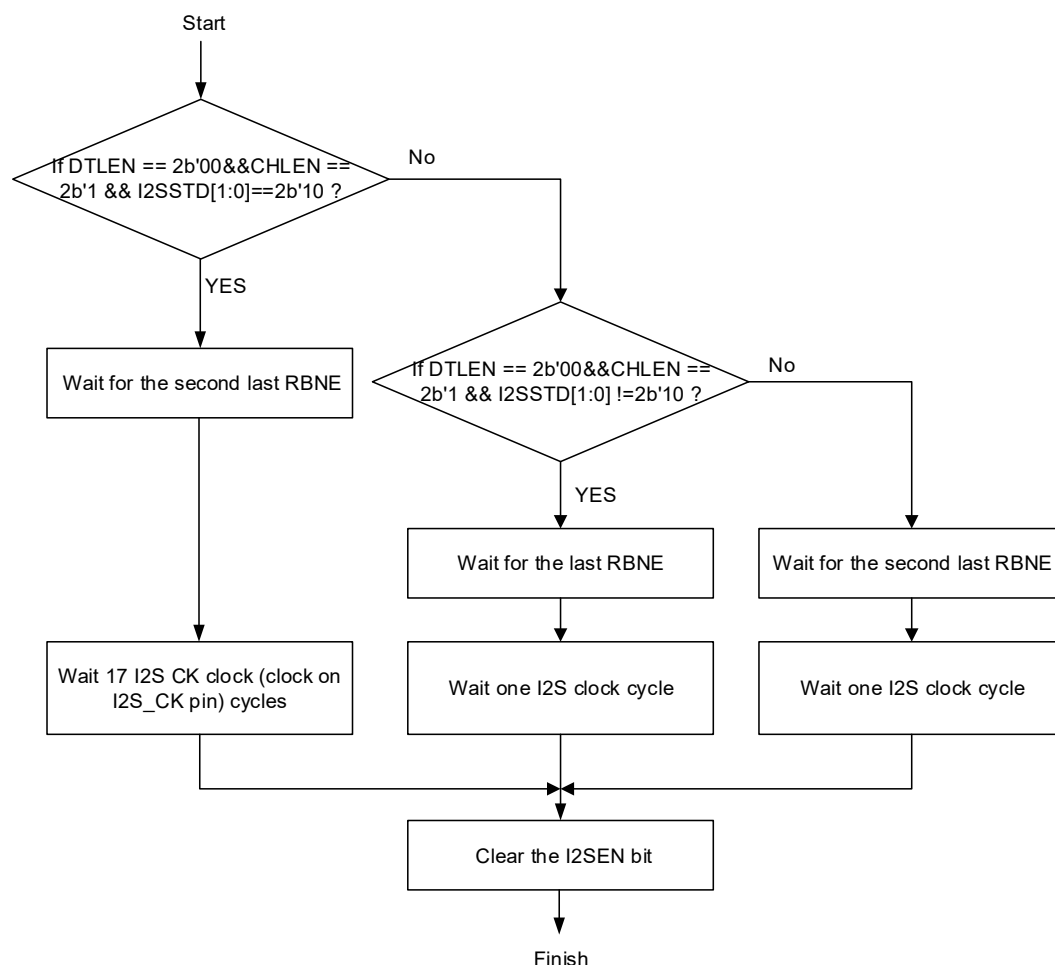 Start
If DTLEN == 2b'00&&CHLEN ==
2b'1 && I2SSTD[1:0]==2b'10 ?
No
YES
Wait for the second last RBNE
If DTLEN == 2b'00&&CHLEN ==
2b'1 && I2SSTD[1:0] !=2b'10 ?
No
YES
Wait for the last RBNE
Wait for the second last RBNE
Wait 17 I2S CK clock (clock on
I2S_CK pin) cycles
Wait one I2S clock cycle
Wait one I2S clock cycle
Clear the I2SEN bit
Finish